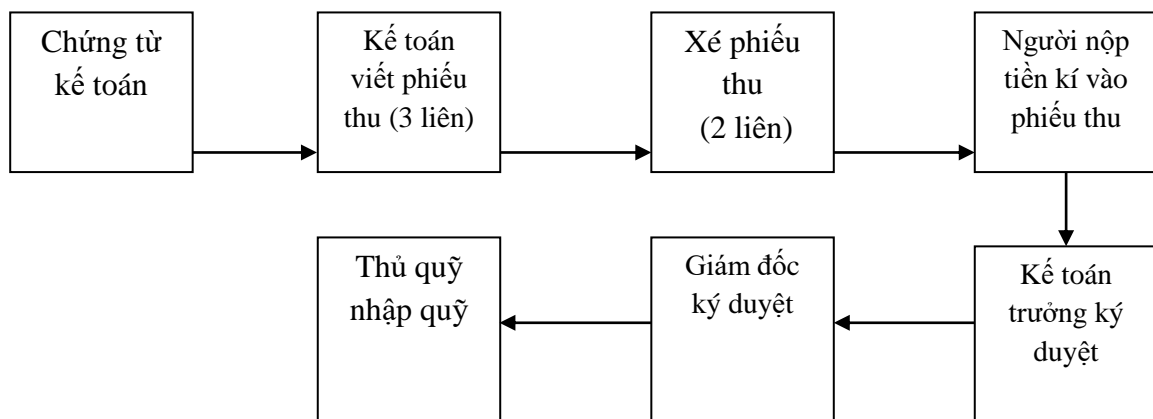 Chứng từ
kế toán
Kế toán
viết phiếu
thu (3 liên)
Xé phiếu
thu
(2 liên)
Người nộp
tiền kí vào
phiếu thu
Kế toán
trưởng ký
duyệt
Giám đốc
ký duyệt
Thủ quỹ
nhập quỹ